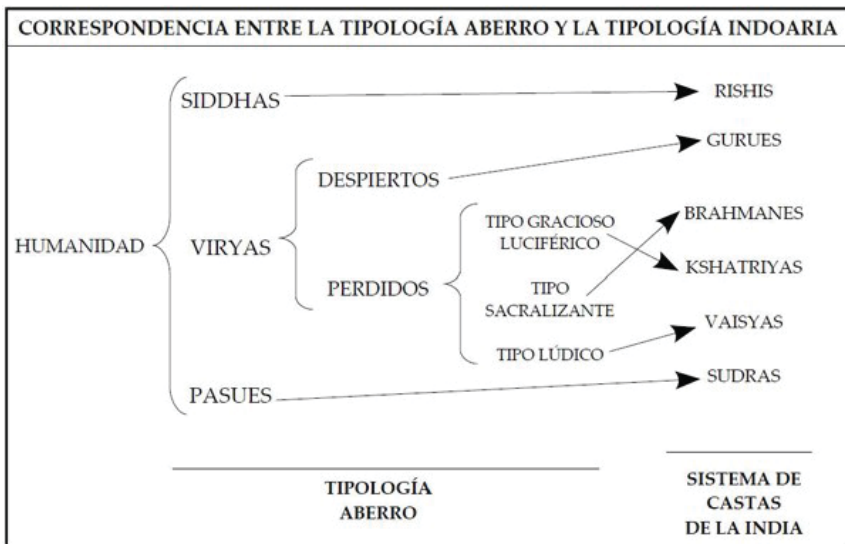 CORRESPONDENCIA ENTRE LA TIPOLOGÍA ABERRO Y LA TIPOLOGÍA INDOARIA
HUMANIDAD
SIDDHAS
VIRYAS
PASUES
DESPIERTOS
PERDIDOS
TIPO GRACIOSO
LUCIFÉRICO
TIPO
SACRALIZANTE
TIPO LÚDICO
RISHIS
GURUES
BRAHMANES
KSHATRIYAS
VAISYAS
SUDRAS
TIPOLOGÍA
ABERRO
SISTEMA DE
CASTAS
DE LA INDIA